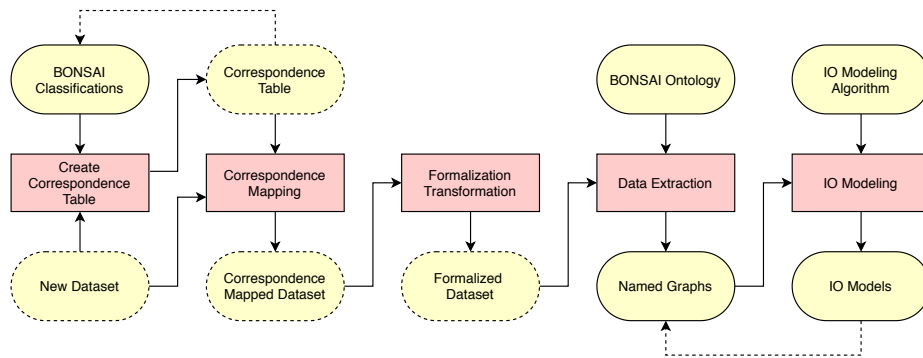 BONSAI
Classifications
Correspondence
Table
BONSAI Ontology
IO Modeling
Algorithm
Create
Correspondence
Table
Correspondence
Mapping
Formalization
Transformation
Data Extraction
IO Modeling
New Dataset
Correspondence
Mapped Dataset
Formalized
Dataset
Named Graphs
IO Models